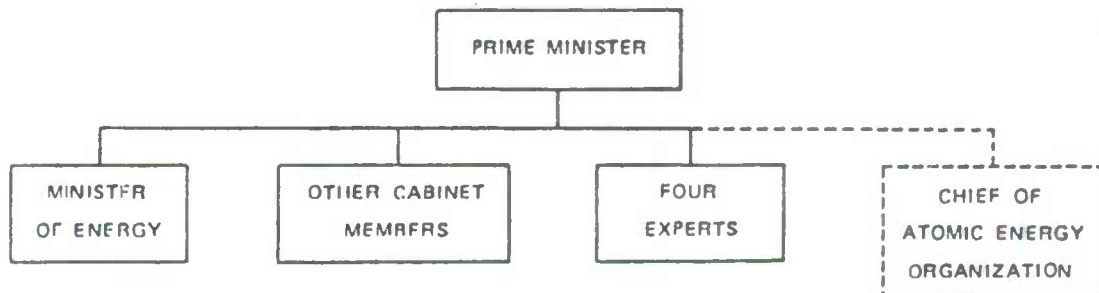 PRIME MINISTER
MINISTER
OF ENERGY
OTHER CABINET
MEMBERS
FOUR
EXPERTS
CHIEF OF
ATOMIC ENERGY
ORGANIZATION